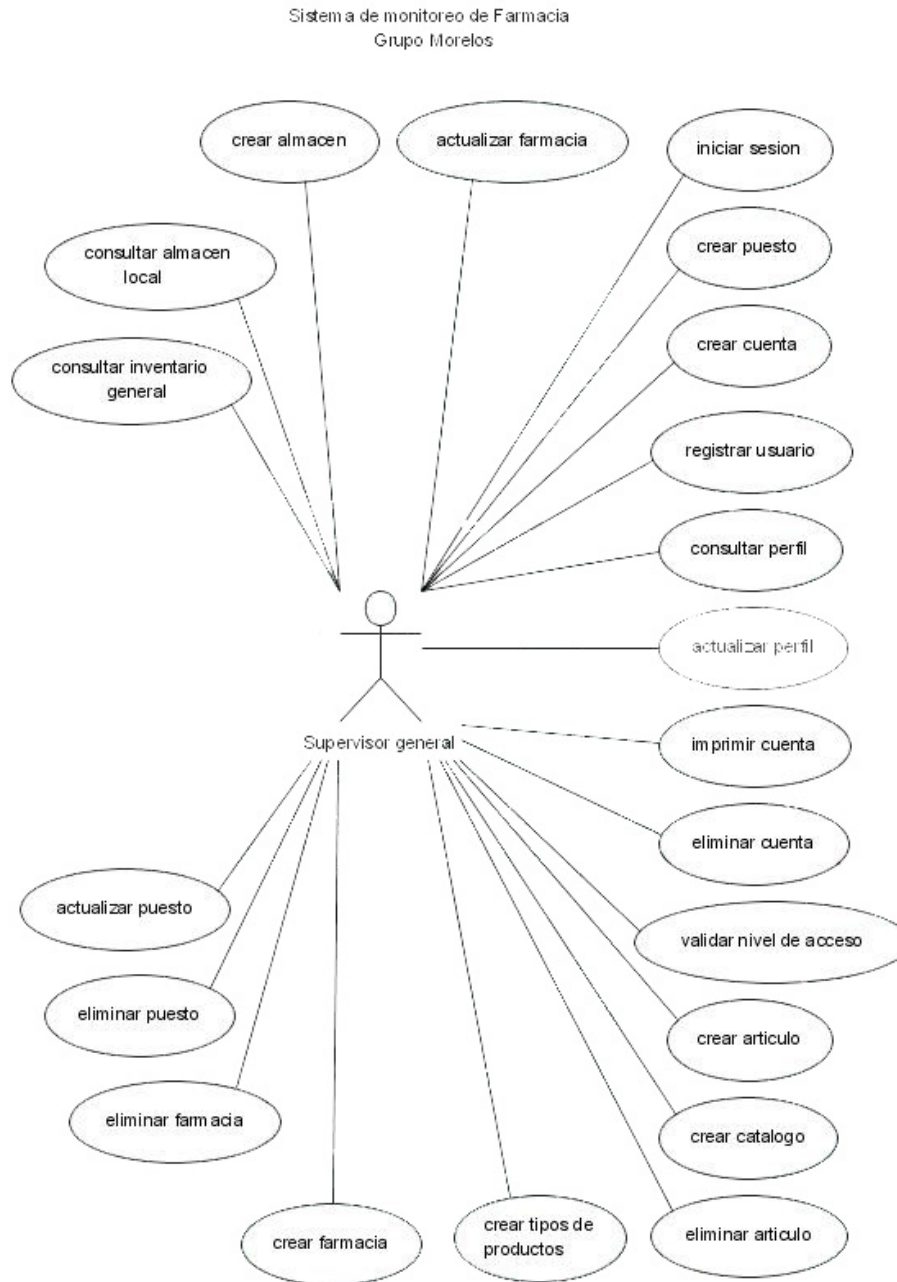 Sistema de monitoreo de Farmacia
Grupo Morelos
crear almacen
actualizar farmacia
iniciar sesion
crear puesto
consultar almacen
local
crear cuenta
consultar inventario
general
registrar usuario
consultar perfil
actualizar perfil
Supervisor general
imprimir cuenta
eliminar cuenta
actualizar puesto
validar nivel de acceso
eliminar puesto
crear articulo
eliminar farmacia
crear catalogo
crear farmacia
crear tipos de
productos
eliminar articulo